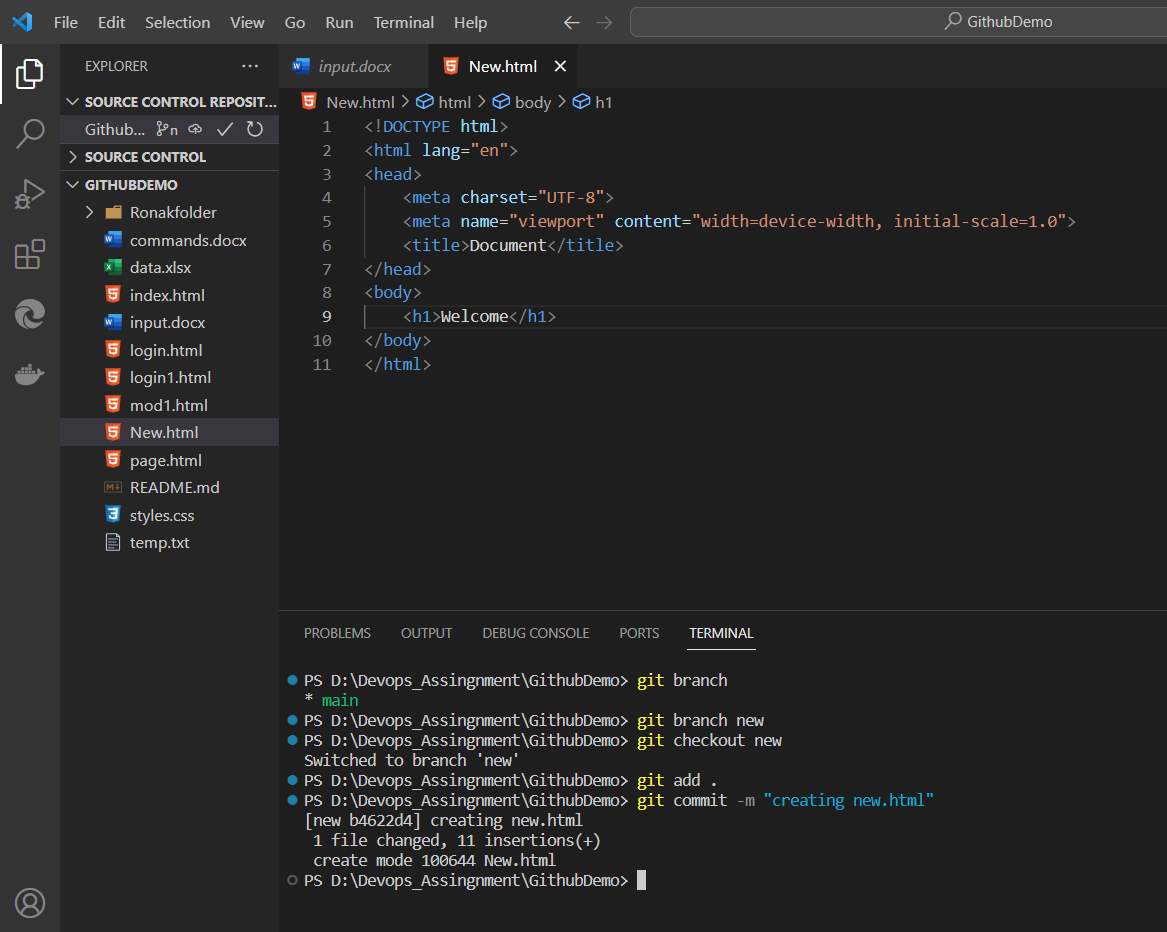 File Edit Selection View Go Run Terminal Help GithubDemo
EXPLORER ...
SOURCE CONTROL REPOSIT...
Github... n
SOURCE CONTROL
GITHUBDEMO
Ronakfolder
commands.docx
data.xlsx
index.html
input.docx
login.html
login1.html
mod1.html
New.html
page.html
README.md
styles.css
temp.txt
input.docx New.html
New.html > html > body > h1
1 <!DOCTYPE html>
2 <html lang="en">
3 <head>
4 <meta charset="UTF-8">
5 <meta name="viewport" content="width=device-width, initial-scale=1.0">
6 <title>Document</title>
7 </head>
8 <body>
9 <h1>Welcome</h1>
10 </body>
11 </html>
PROBLEMS OUTPUT DEBUG CONSOLE PORTS TERMINAL
PS D:\Devops_Assingnment\GithubDemo> git branch
* main
PS D:\Devops_Assingnment\GithubDemo> git branch new
PS D:\Devops_Assingnment\GithubDemo> git checkout new
Switched to branch 'new'
PS D:\Devops_Assingnment\GithubDemo> git add .
PS D:\Devops_Assingnment\GithubDemo> git commit -m "creating new.html"
[new b4622d4] creating new.html
1 file changed, 11 insertions(+)
create mode 100644 New.html
PS D:\Devops_Assingnment\GithubDemo>